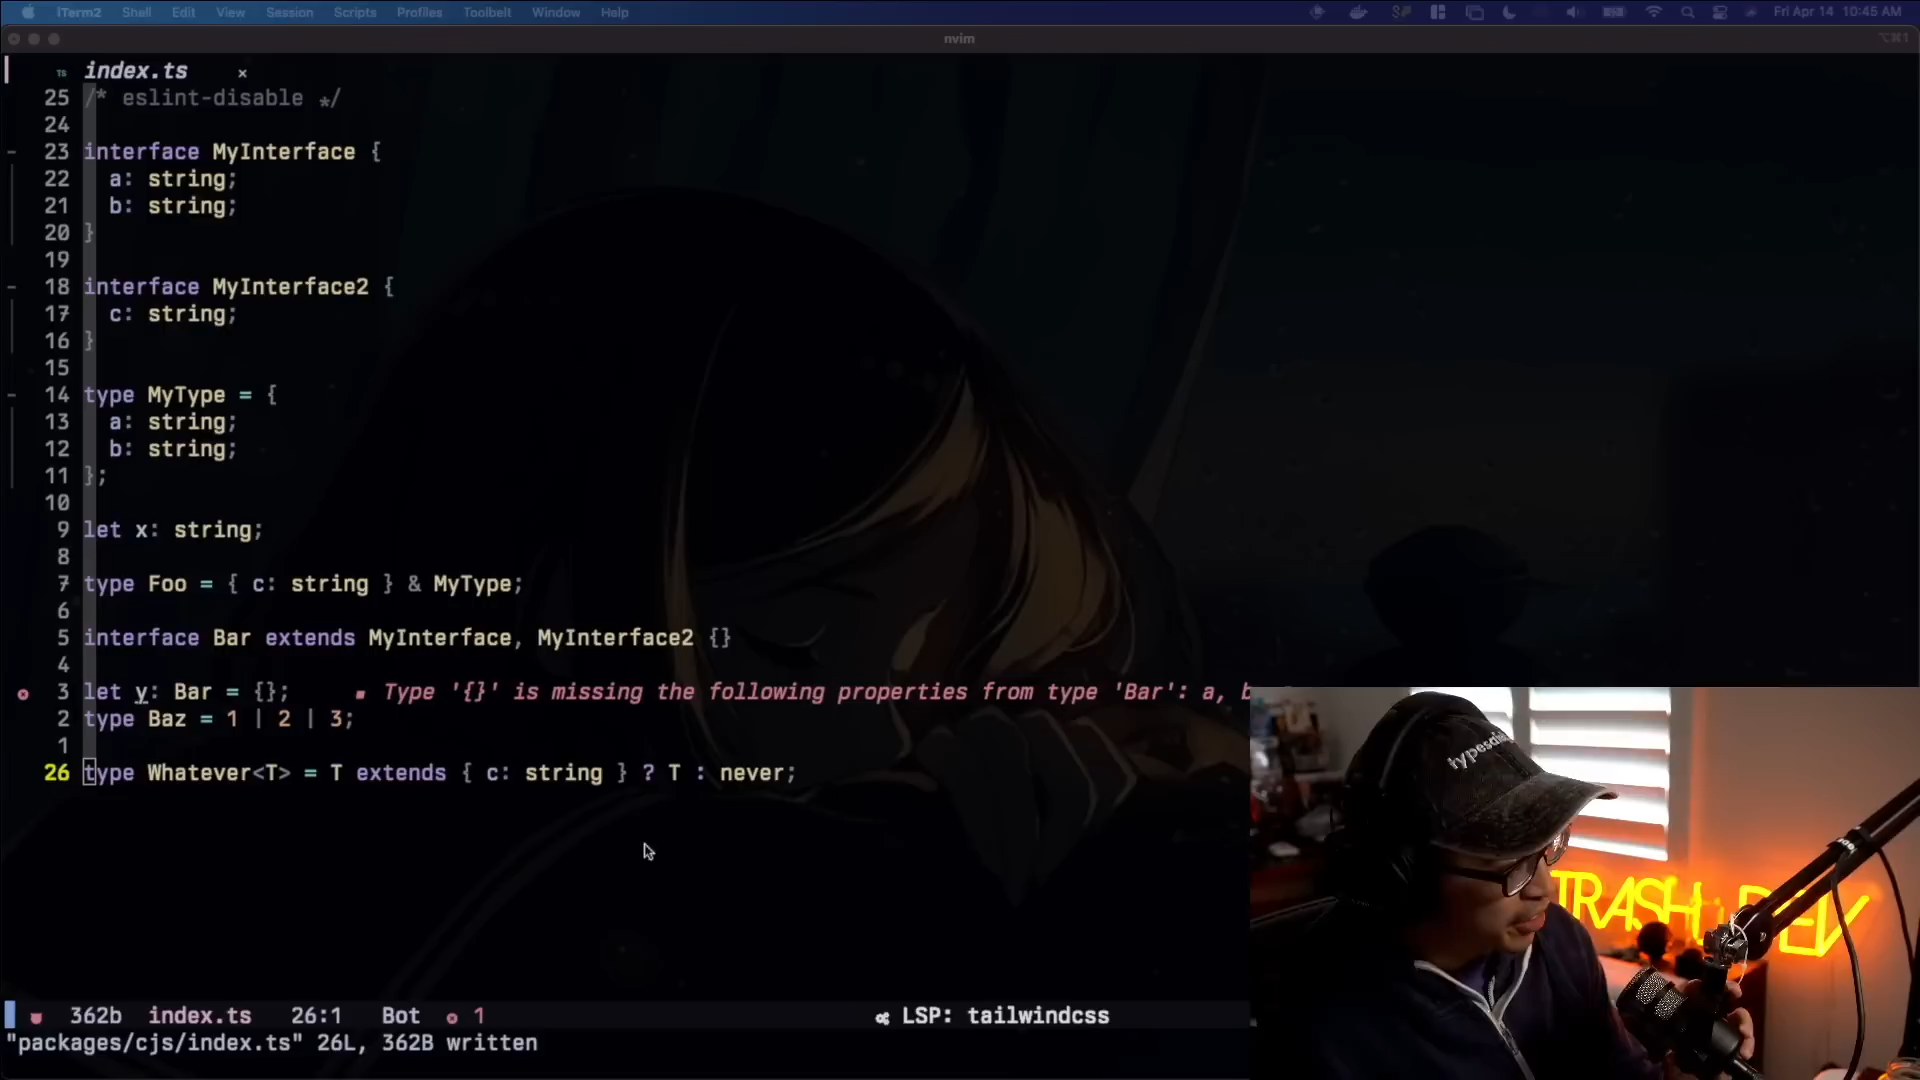 iTerm2 Shell Edit View Session Scripts Profiles Toolbelt Window Help Fri Apr 14 10:45 AM
nvim ⌥⌘1
TS index.ts ×
25 /* eslint-disable */
24
23 interface MyInterface {
22 a: string;
21 b: string;
20 }
19
18 interface MyInterface2 {
17 c: string;
16 }
15
14 type MyType = {
13 a: string;
12 b: string;
11 };
10
9 let x: string;
8
7 type Foo = { c: string } & MyType;
6
5 interface Bar extends MyInterface, MyInterface2 {}
4
3 let y: Bar = {}; ■ Type '{}' is missing the following properties from type 'Bar': a, b
2 type Baz = 1 | 2 | 3;
1
26 type Whatever<T> = T extends { c: string } ? T : never;
TRASH DEV
362b index.ts 26:1 Bot 1 LSP: tailwindcss
"packages/cjs/index.ts" 26L, 362B written